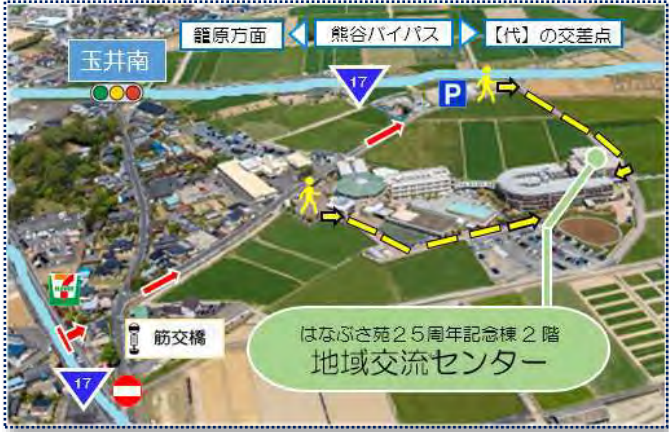 籠原方面
熊谷バイパス
【代】の交差点
玉井南
17
P
7
筋交橋
はなぶさ苑25周年記念棟2階
地域交流センター
17